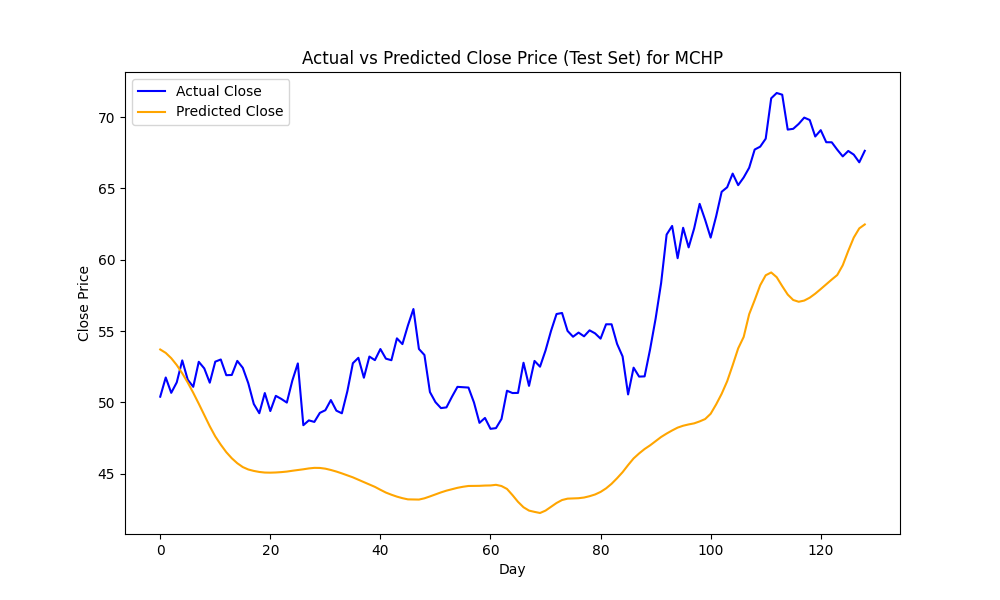 Actual vs Predicted Close Price (Test Set) for MCHP
Actual Close
Predicted Close
Close Price
70
65
60
55
50
45
0 20 40 60 80 100 120
Day